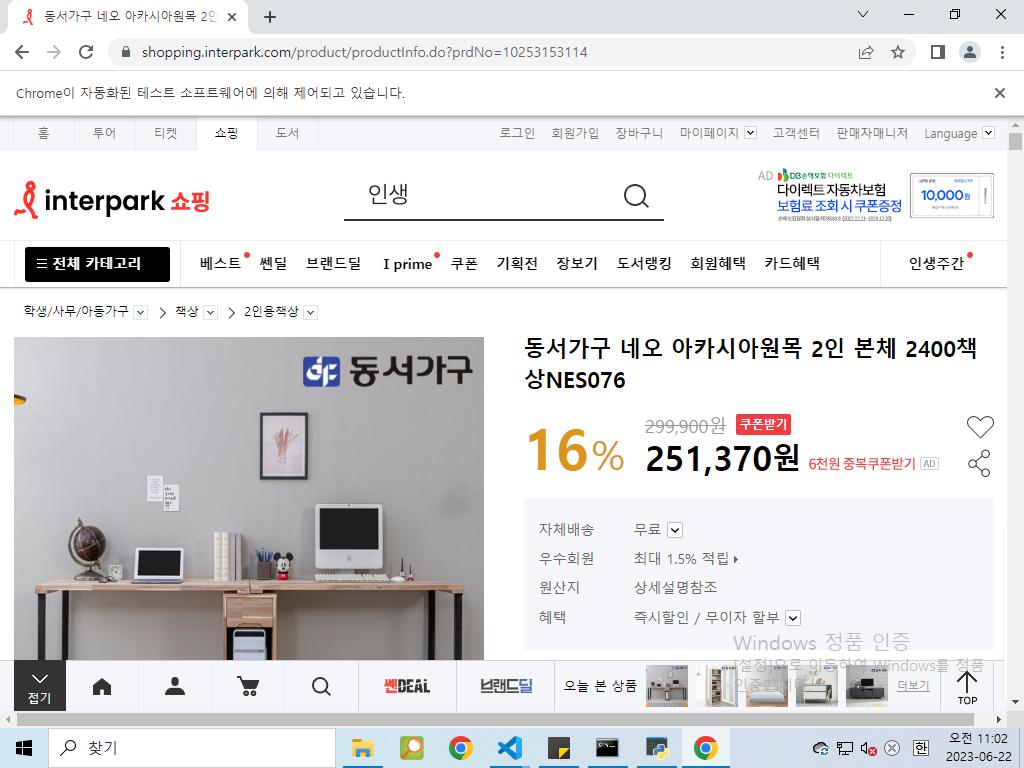 동서가구 네오 아카시아원목 2인
shopping.interpark.com/product/productInfo.do?prdNo=10253153114
Chrome이 자동화된 테스트 소프트웨어에 의해 제어되고 있습니다.
홈 투어 티켓 쇼핑 도서 로그인 회원가입 장바구니 마이페이지 고객센터 판매자매니저 Language
interpark 쇼핑
인생
AD DB손해보험 다이렉트
다이렉트 자동차보험
보험료 조회 시 쿠폰증정
10,000원
전체 카테고리 베스트 쎈딜 브랜드딜 I prime 쿠폰 기획전 장보기 도서랭킹 회원혜택 카드혜택 인생주간
학생/사무/아동가구 책상 2인용책상
동서가구
동서가구 네오 아카시아원목 2인 본체 2400책
상NES076
299,900원 쿠폰받기
16% 251,370원 6천원 중복쿠폰받기 AD
자체배송 무료
우수회원 최대 1.5% 적립
원산지 상세설명참조
혜택 즉시할인 / 무이자 할부
Windows 정품 인증
[설정]으로 이동하여 Windows를 정품
인증합니다.
접기 쎈DEAL 브랜드딜 오늘 본 상품 더보기 TOP
찾기
한
오전 11:02
2023-06-22